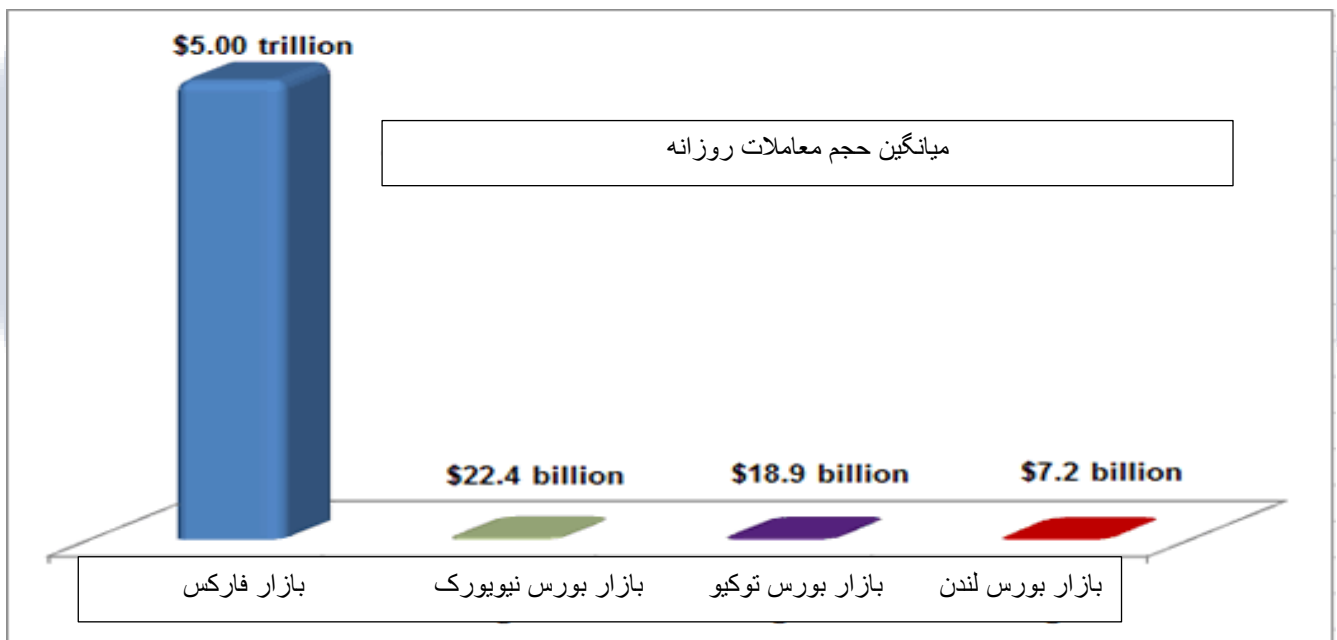 $5.00 trillion
میانگین حجم معاملات روزانه
$22.4 billion
$18.9 billion
$7.2 billion
بازار فارکس
بازار بورس نیویورک
بازار بورس توکیو
بازار بورس لندن